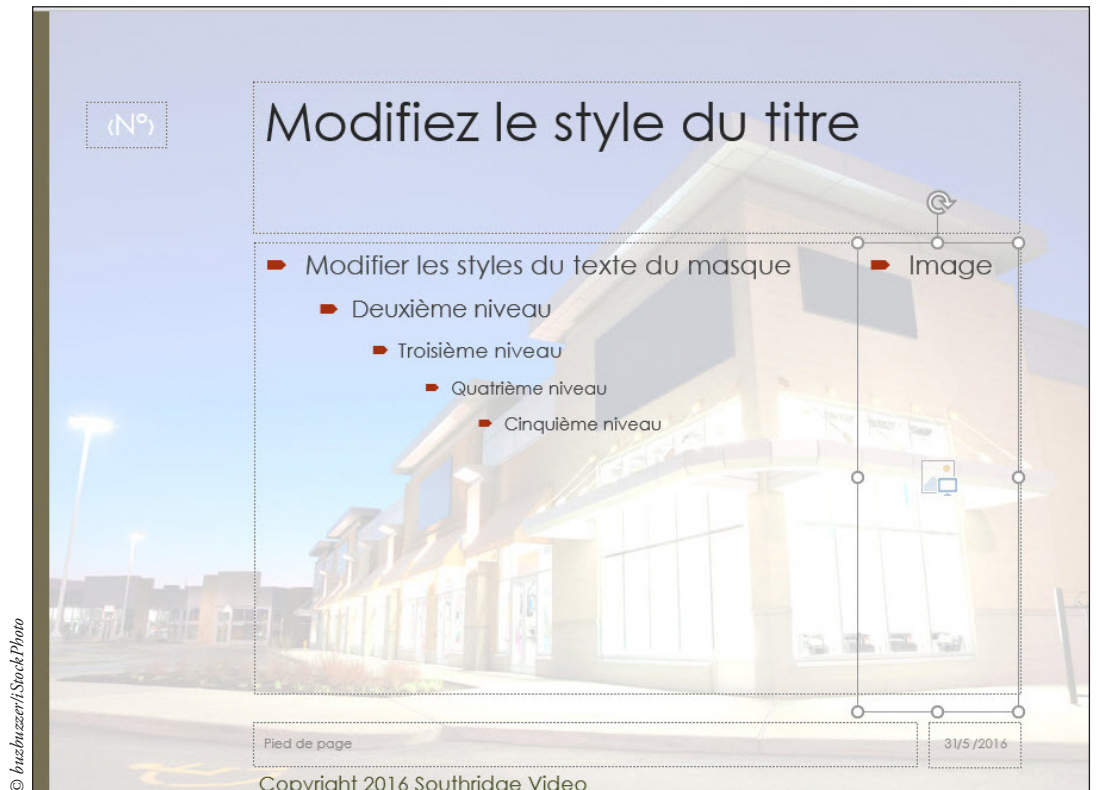 ‹N°›
Modifiez le style du titre
Modifier les styles du texte du masque
Deuxième niveau
Troisième niveau
Quatrième niveau
Cinquième niveau
Image
Pied de page
31/5/2016
Copyright 2016 Southridge Video
© buzbuzzer/iStockPhoto